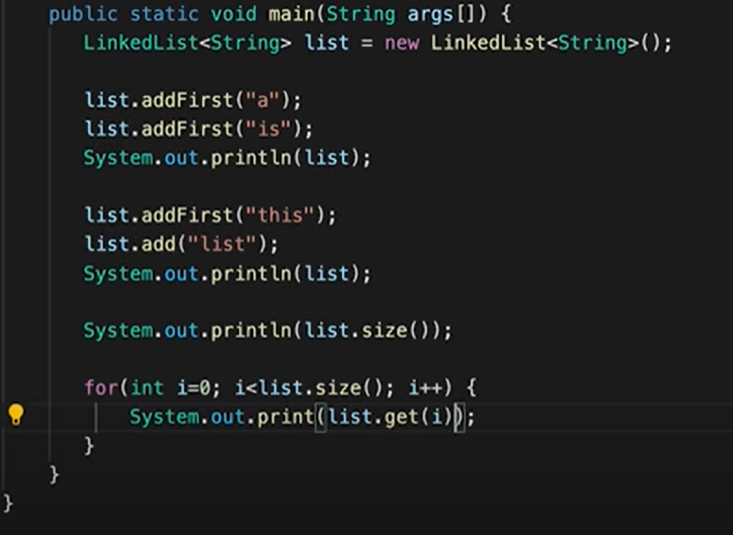 public static void main(String args[]) {
LinkedList<String> list = new LinkedList<String>();
list.addFirst("a");
list.addFirst("is");
System.out.println(list);
list.addFirst("this");
list.add("list");
System.out.println(list);
System.out.println(list.size());
for(int i=0; i<list.size(); i++) {
System.out.print(list.get(i));
}
}
}